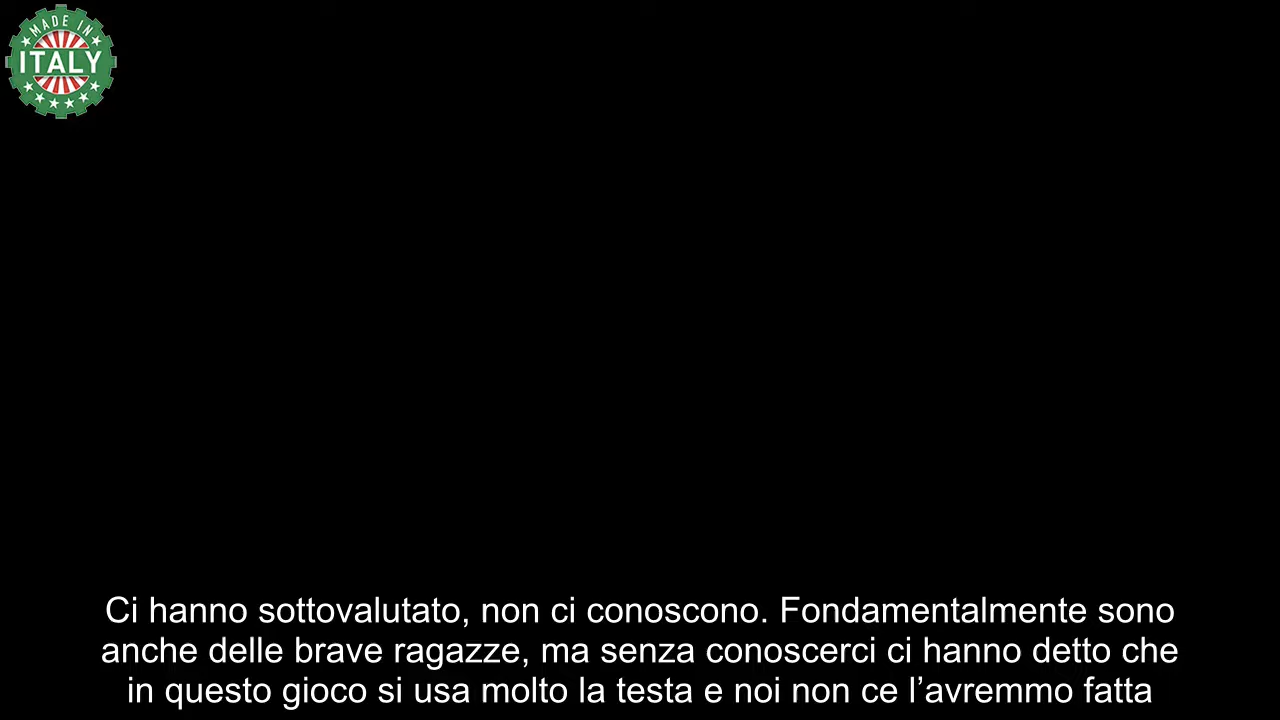 MADE IN
ITALY
Ci hanno sottovalutato, non ci conoscono. Fondamentalmente sono
anche delle brave ragazze, ma senza conoscerci ci hanno detto che
in questo gioco si usa molto la testa e noi non ce l’avremmo fatta